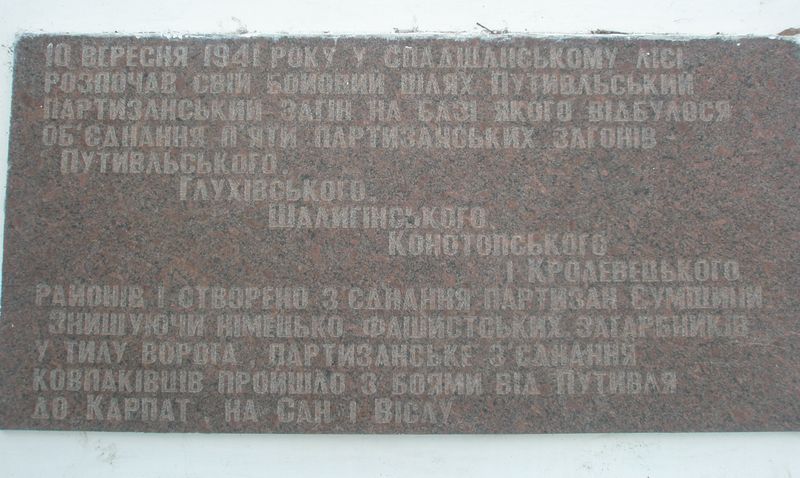 10 ВЕРЕСНЯ 1941 РОКУ У СПАДЩАНСЬКОМУ ЛІСІ
РОЗПОЧАВ СВІЙ БОЙОВИЙ ШЛЯХ ПУТИВЛЬСЬКИЙ
ПАРТИЗАНСЬКИЙ ЗАГІН НА БАЗІ ЯКОГО ВІДБУЛОСЯ
ОБ'ЄДНАННЯ П'ЯТИ ПАРТИЗАНСЬКИХ ЗАГОНІВ
ПУТИВЛЬСЬКОГО,
ГЛУХІВСЬКОГО,
ШАЛИГІНСЬКОГО,
КОНОТОПСЬКОГО
І КРОЛЕВЕЦЬКОГО
РАЙОНІВ І СТВОРЕНО З'ЄДНАННЯ ПАРТИЗАН СУМЩИНИ
ЗНИЩУЮЧИ НІМЕЦЬКО-ФАШИСТСЬКИХ ЗАГАРБНИКІВ
У ТИЛУ ВОРОГА, ПАРТИЗАНСЬКЕ З'ЄДНАННЯ
КОВПАКІВЦІВ ПРОЙШЛО З БОЯМИ ВІД ПУТИВЛЯ
ДО КАРПАТ, НА САН І ВІСЛУ